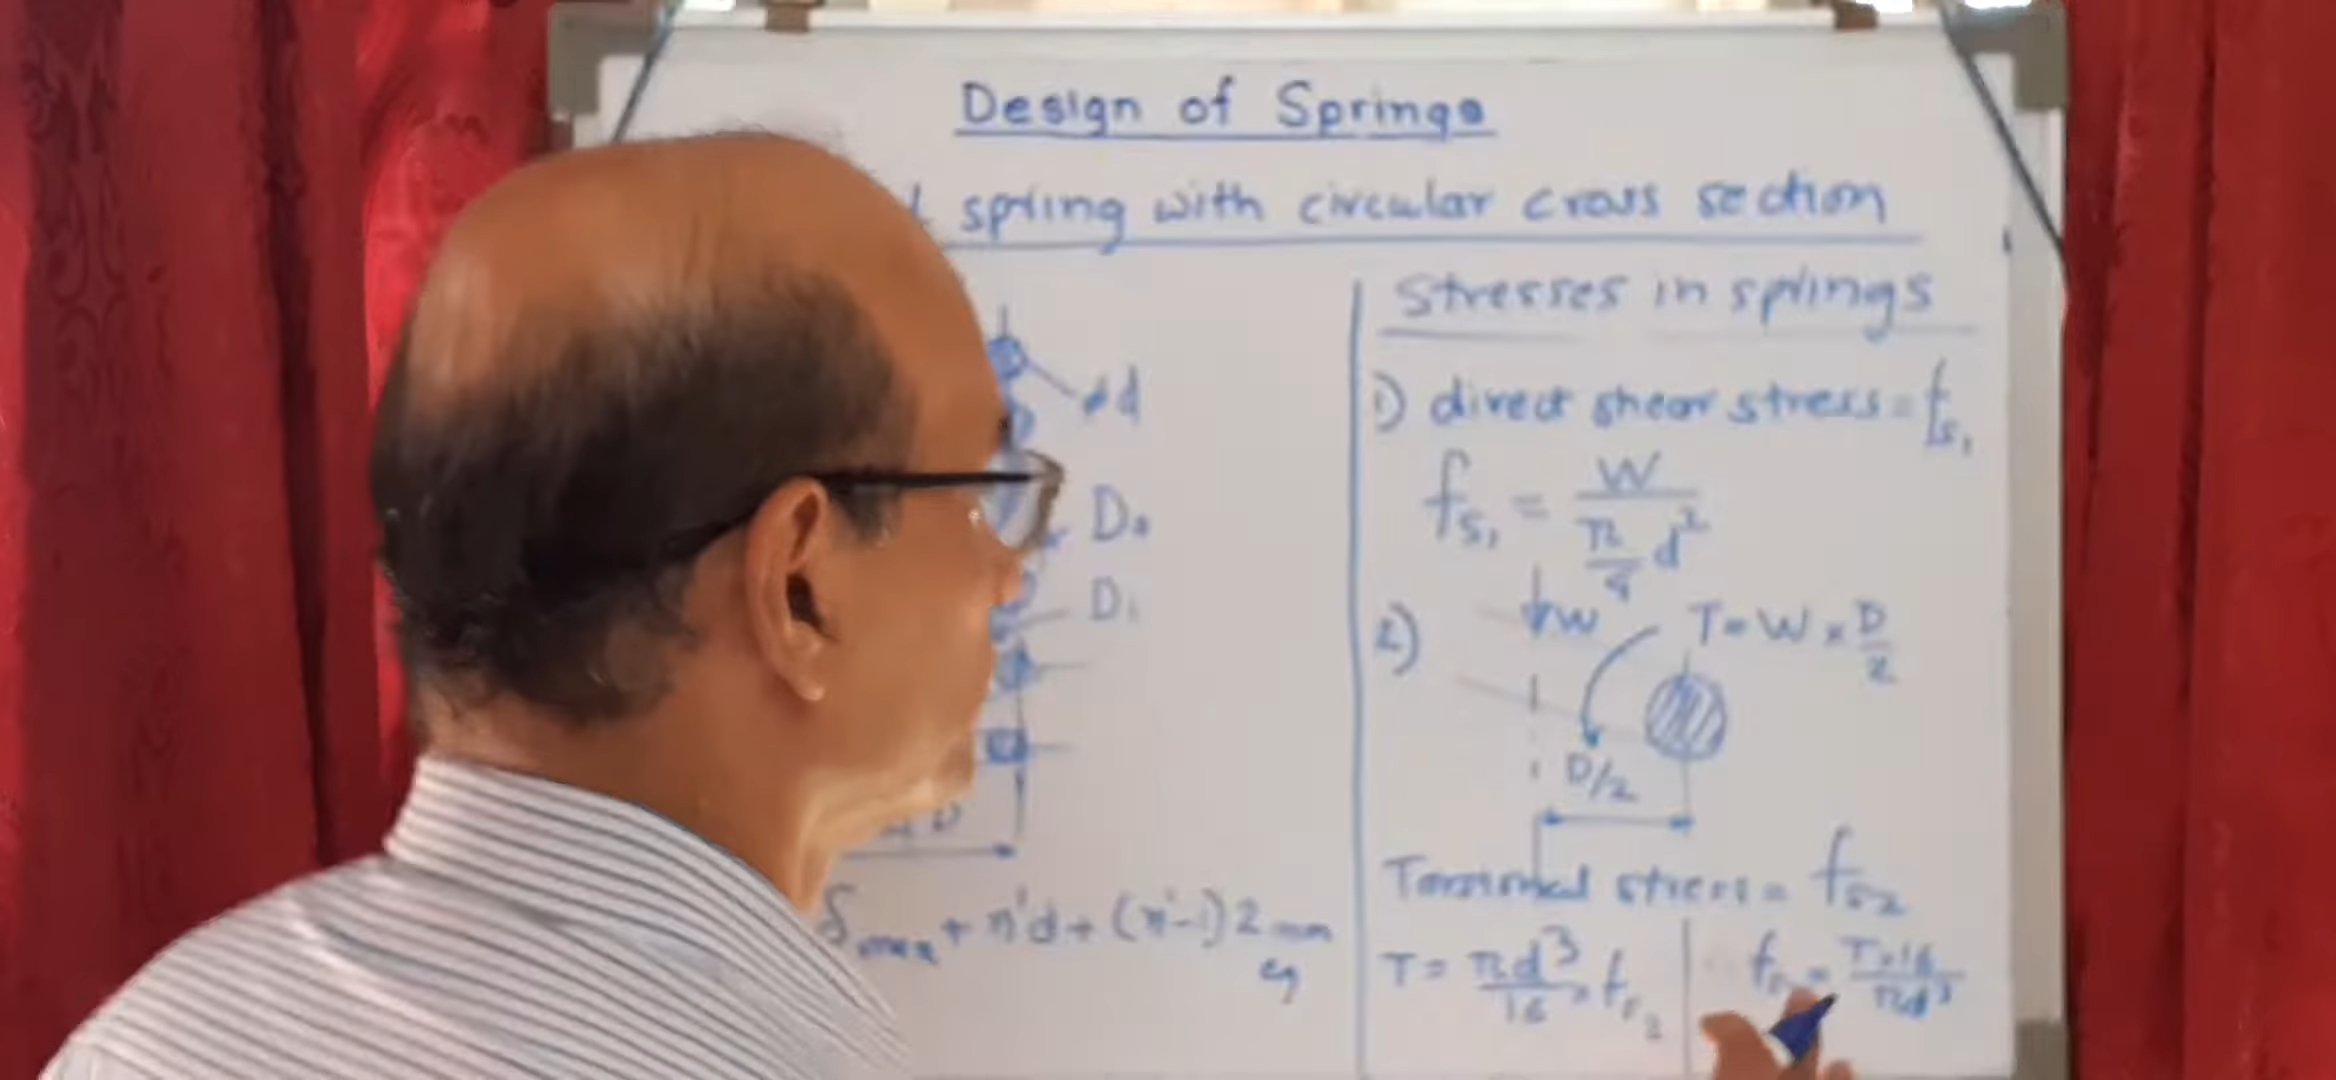 Design of Springs
spring with circular cross section
φd
Do
Di
D
δmax + n'd + (n'-1) 2 mm
Stresses in springs
1) direct shear stress = fs1
fs1 = W / (π/4 d²)
2) W T = W × D/2
D/2
Torsional stress = fs2
T = πd³/16 × fs2 | fs2 = T×16/πd³